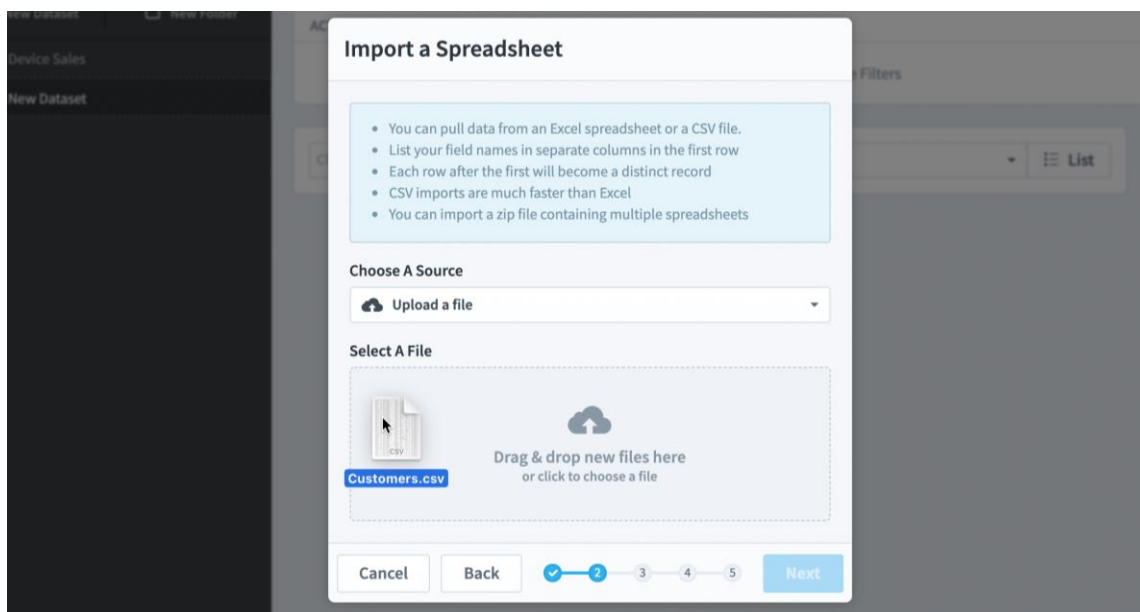 New Dataset
New Folder
Device Sales
New Dataset
Import a Spreadsheet
Filters
• You can pull data from an Excel spreadsheet or a CSV file.
• List your field names in separate columns in the first row
• Each row after the first will become a distinct record
• CSV imports are much faster than Excel
• You can import a zip file containing multiple spreadsheets
List
Choose A Source
Upload a file
Select A File
CSV
Customers.csv
Drag & drop new files here
or click to choose a file
Cancel
Back
2
3
4
5
Next